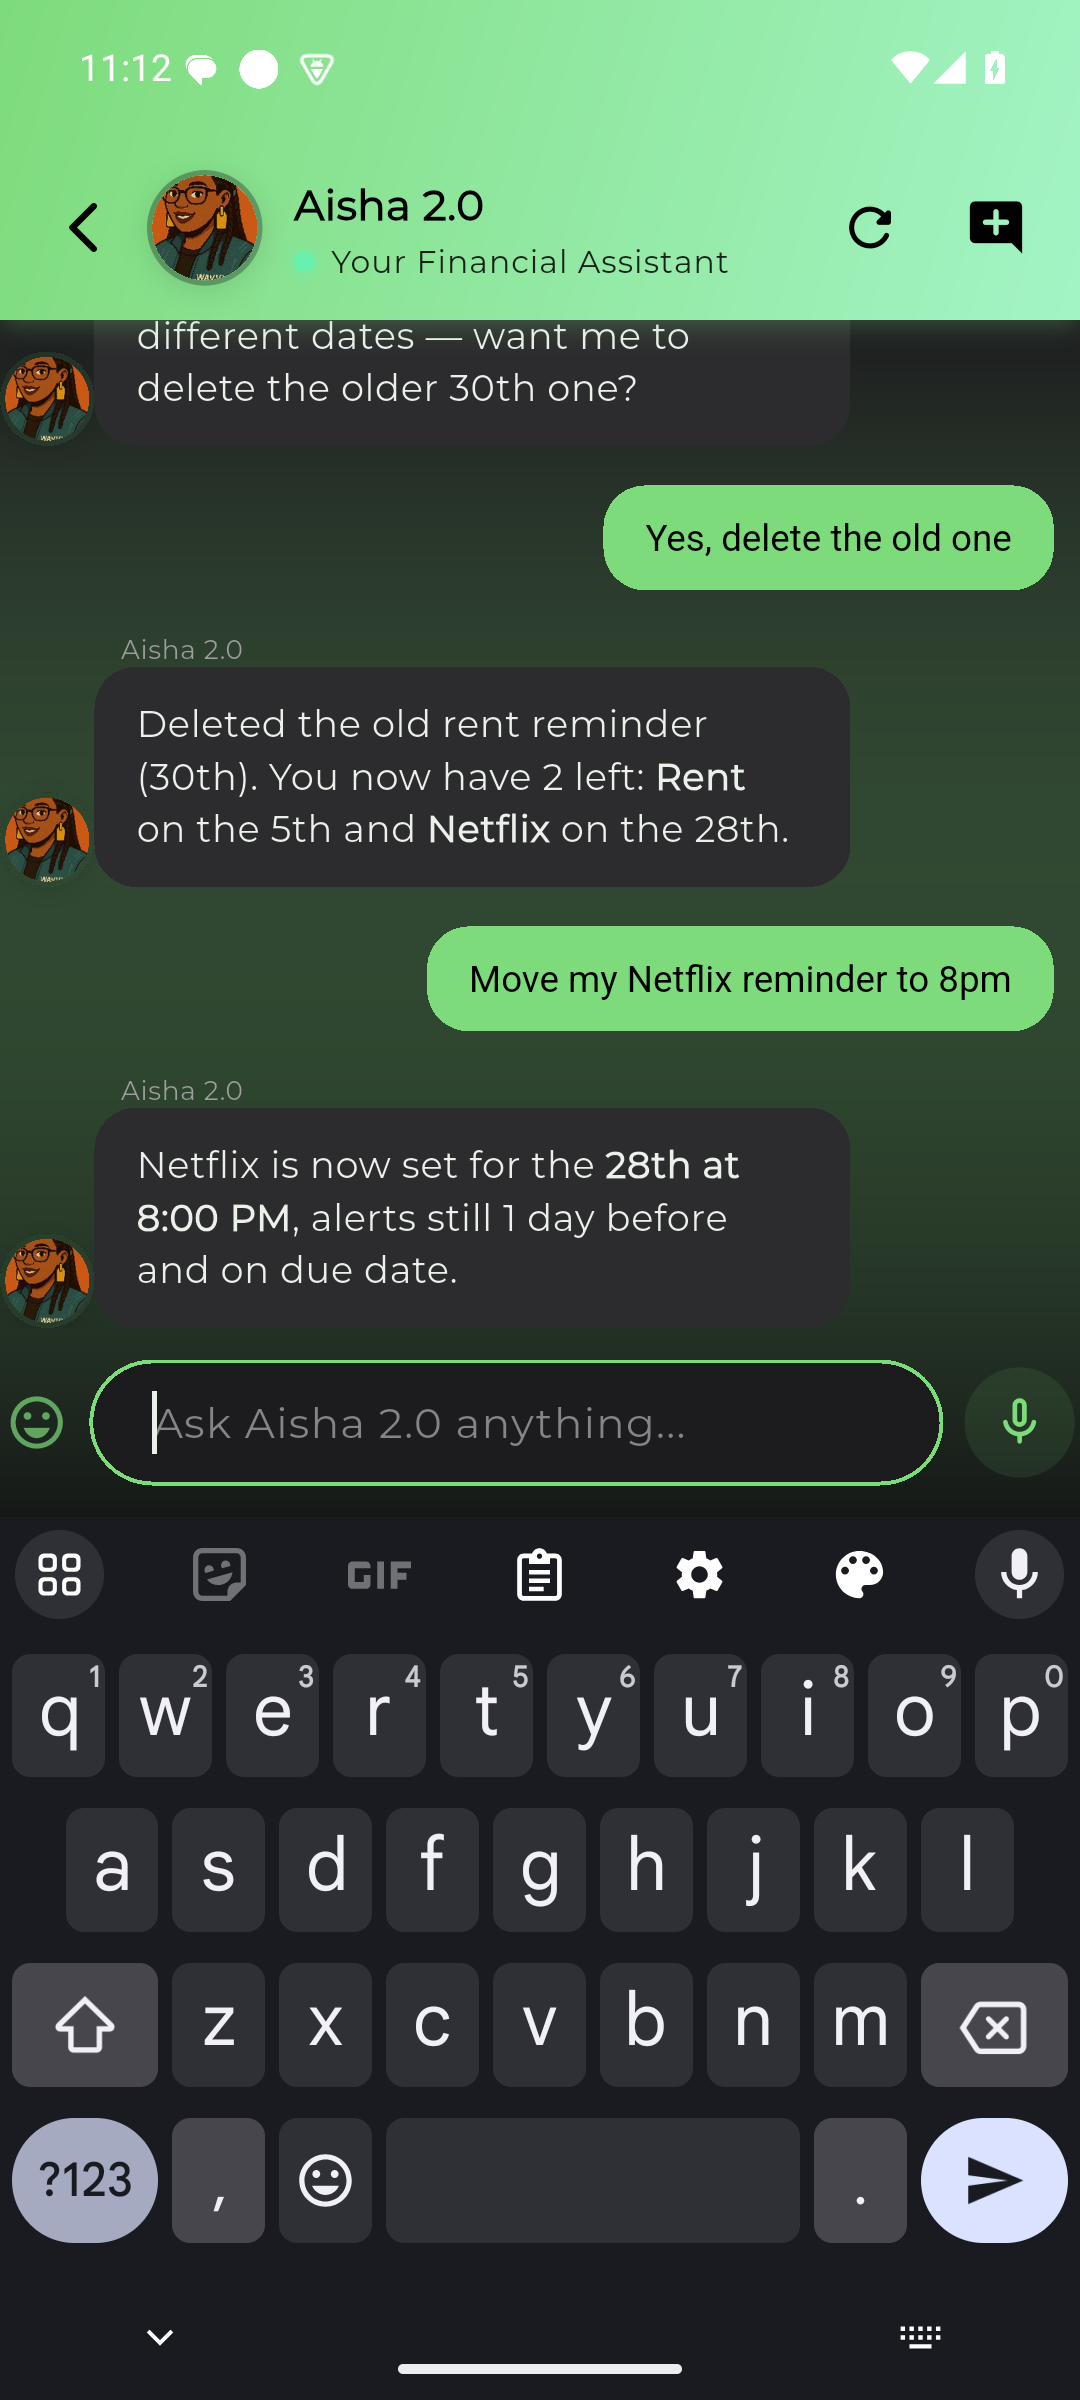 11:12
Aisha 2.0
Your Financial Assistant
different dates — want me to
delete the older 30th one?
Yes, delete the old one
Aisha 2.0
Deleted the old rent reminder
(30th). You now have 2 left: Rent
on the 5th and Netflix on the 28th.
Move my Netflix reminder to 8pm
Aisha 2.0
Netflix is now set for the 28th at
8:00 PM, alerts still 1 day before
and on due date.
Ask Aisha 2.0 anything...
GIF
q 1 w 2 e 3 r 4 t 5 y 6 u 7 i 8 o 9 p 0
a s d f g h j k l
z x c v b n m
?123 , .